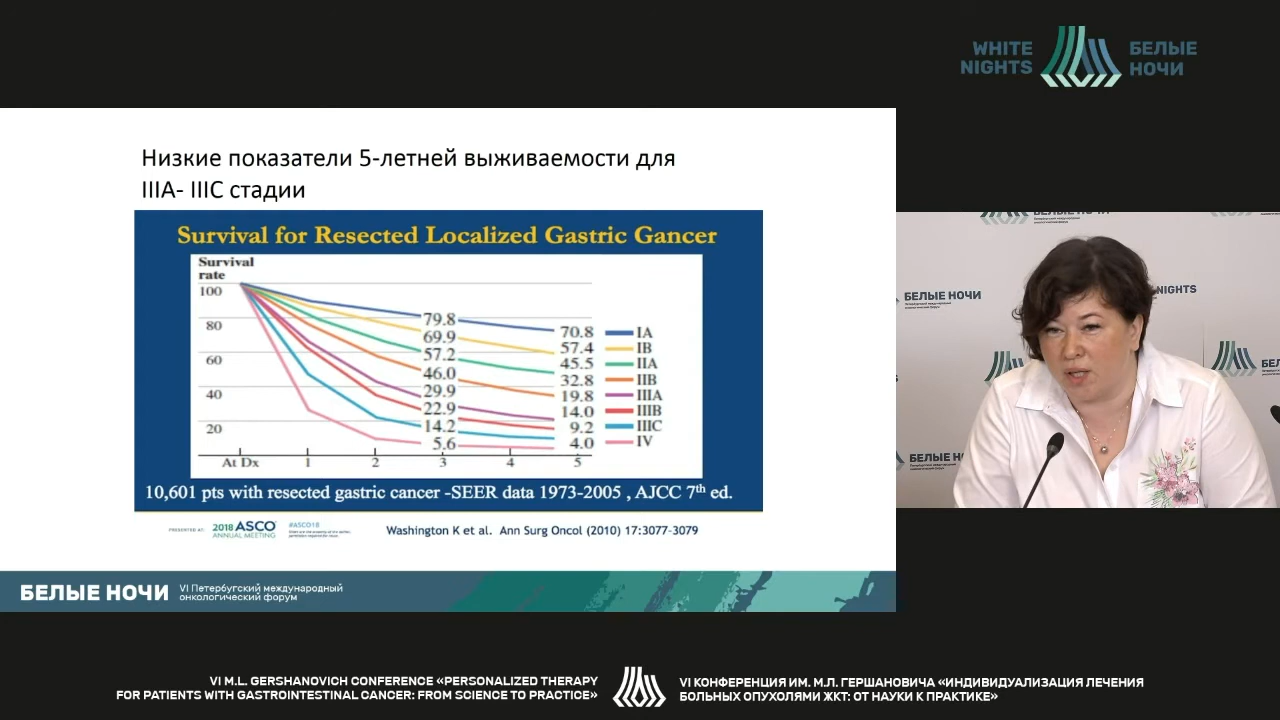 WHITE
NIGHTS
БЕЛЫЕ
НОЧИ
Низкие показатели 5-летней выживаемости для
IIIA- IIIC стадии
Survival for Resected Localized Gastric Gancer
Survival
rate
100
80
60
40
20
At Dx 1 2 3 4 5
79.8
69.9
57.2
46.0
29.9
22.9
14.2
5.6
70.8 IA
57.4 IB
45.5 IIA
32.8 IIB
19.8 IIIA
14.0 IIIB
9.2 IIIC
4.0 IV
10,601 pts with resected gastric cancer -SEER data 1973-2005 , AJCC 7th ed.
PRESENTED AT:
2018 ASCO
ANNUAL MEETING
#ASCO18
Washington K et al. Ann Surg Oncol (2010) 17:3077-3079
БЕЛЫЕ НОЧИ
VI Петербугский международный
онкологический форум
БЕЛЫЕ НОЧИ
NIGHTS
БЕЛЫЕ
VI M.L. GERSHANOVICH CONFERENCE «PERSONALIZED THERAPY
FOR PATIENTS WITH GASTROINTESTINAL CANCER: FROM SCIENCE TO PRACTICE»
VI КОНФЕРЕНЦИЯ ИМ. М.Л. ГЕРШАНОВИЧА «ИНДИВИДУАЛИЗАЦИЯ ЛЕЧЕНИЯ
БОЛЬНЫХ ОПУХОЛЯМИ ЖКТ: ОТ НАУКИ К ПРАКТИКЕ»